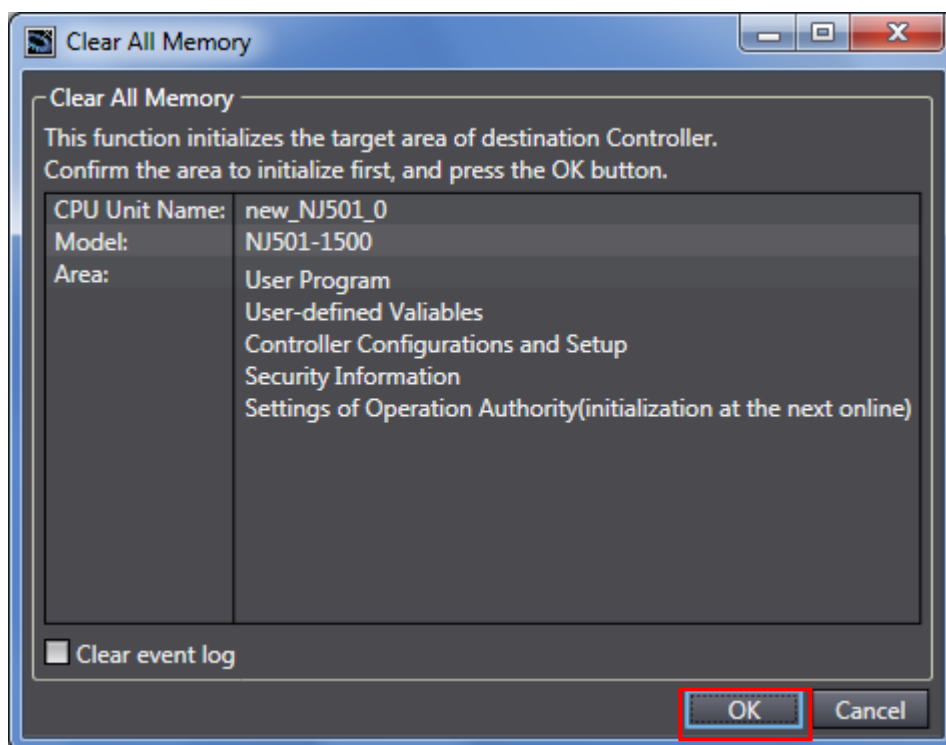 Clear All Memory
Clear All Memory
This function initializes the target area of destination Controller.
Confirm the area to initialize first, and press the OK button.
CPU Unit Name: new_NJ501_0
Model: NJ501-1500
Area: User Program
User-defined Valiables
Controller Configurations and Setup
Security Information
Settings of Operation Authority(initialization at the next online)
Clear event log
OK Cancel